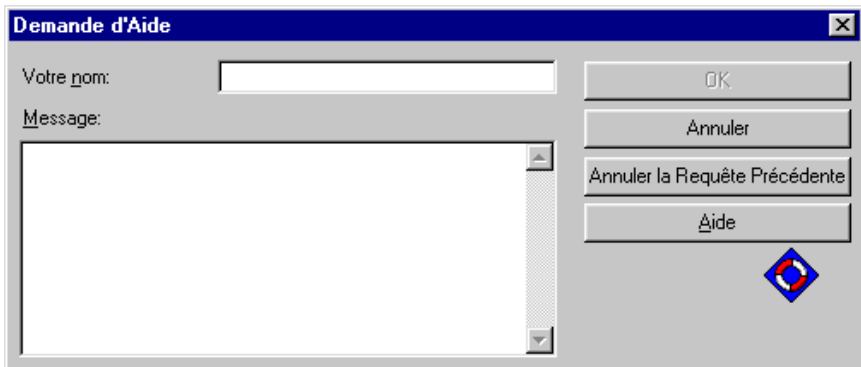 Demande d'Aide
Votre nom:
OK
Message:
Annuler
Annuler la Requête Précédente
Aide